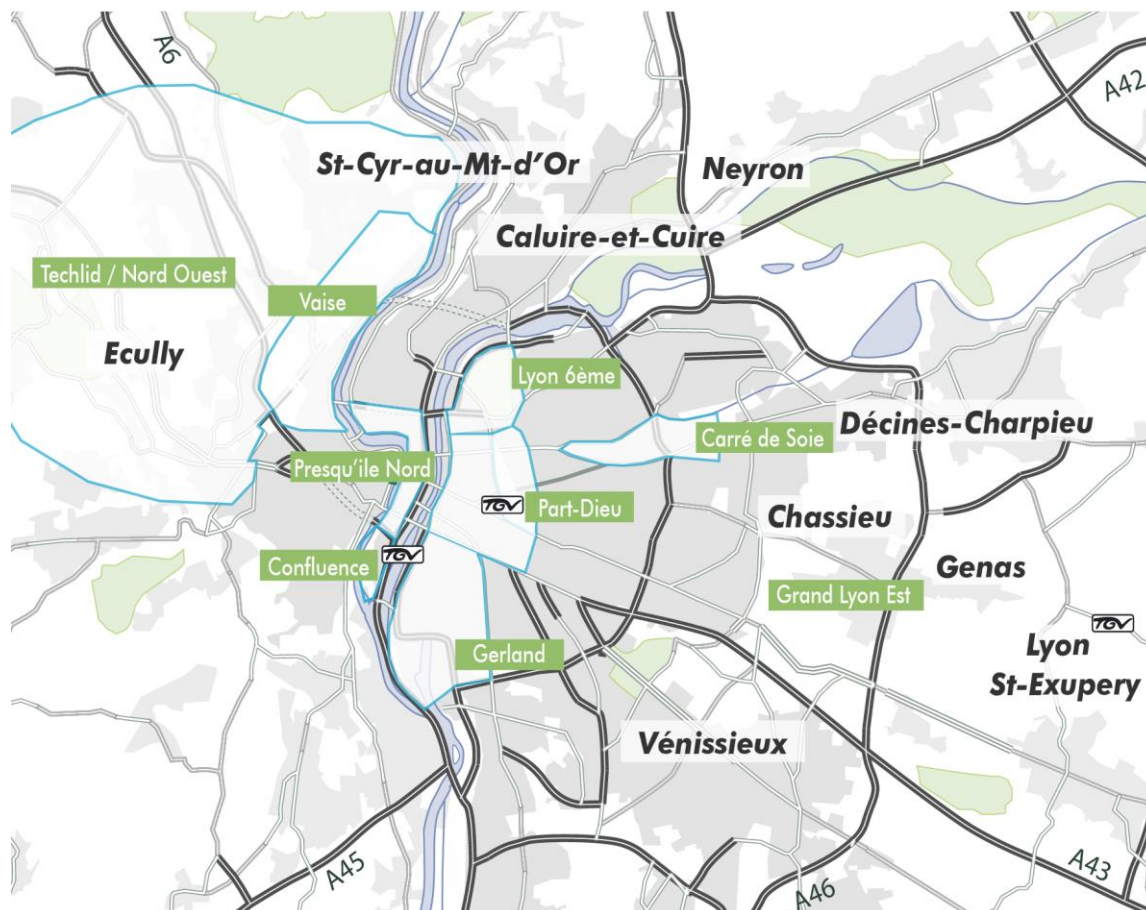 A6
A42
St-Cyr-au-Mt-d'Or
Neyron
Caluire-et-Cuire
Techlid / Nord Ouest
Vaise
Ecully
Lyon 6ème
Décines-Charpieu
Carré de Soie
Presqu'ile Nord
TGV
Part-Dieu
Chassieu
TGV
Confluence
Genas
Grand Lyon Est
TGV
Gerland
Lyon
St-Exupery
Vénissieux
A45
A43
A46